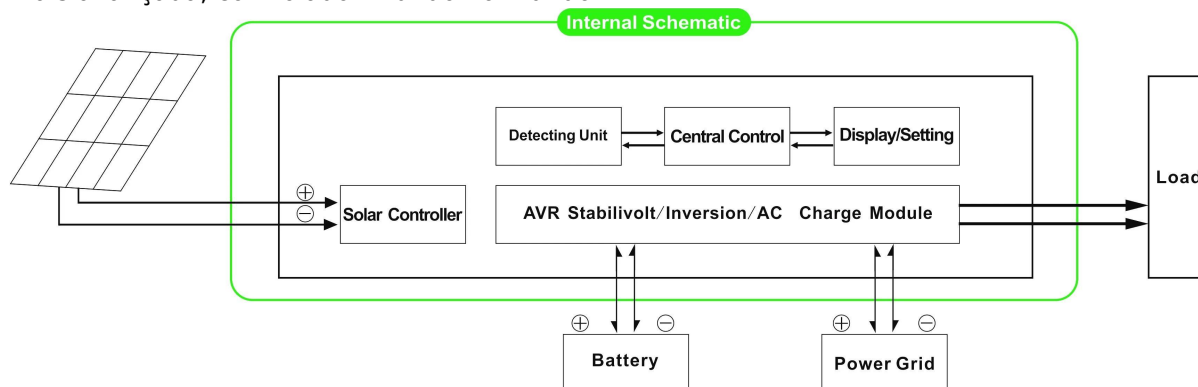 Internal Schematic
Detecting Unit
Central Control
Display/Setting
Load
⊕
⊖
Solar Controller
AVR Stabilivolt/Inversion/AC Charge Module
⊕
⊖
⊕
⊖
Battery
Power Grid